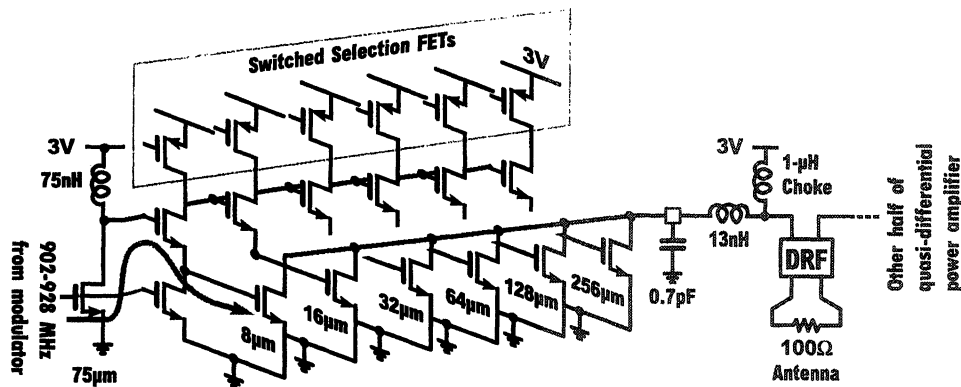 Switched Selection FETs
3V
3V
75nH
902-928 MHz
from modulator
75µm
8µm
16µm
32µm
64µm
128µm
256µm
0.7pF
13nH
3V
1-µH
Choke
DRF
100Ω
Antenna
Other half of
quasi-differential
power amplifier